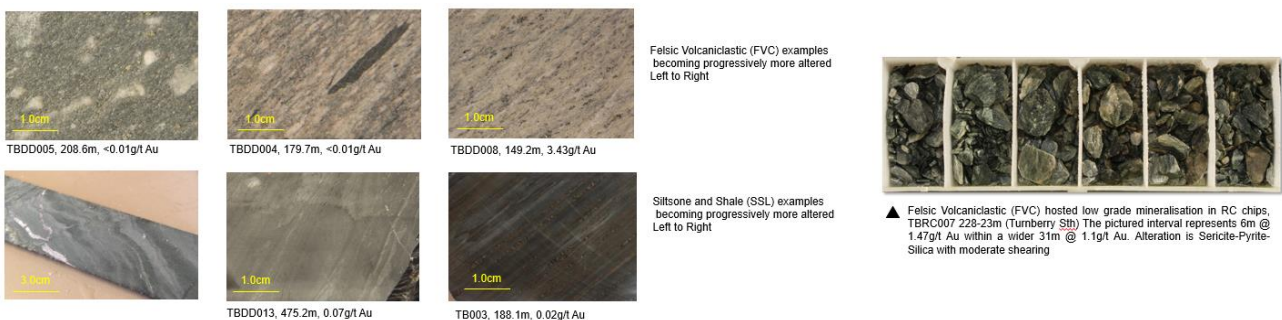 1.0cm
TBDD005, 208.6m, <0.01g/t Au
1.0cm
TBDD004, 179.7m, <0.01g/t Au
1.0cm
TBDD008, 149.2m, 3.43g/t Au
Felsic Volcaniclastic (FVC) examples
becoming progressively more altered
Left to Right
3.0cm
1.0cm
TBDD013, 475.2m, 0.07g/t Au
1.0cm
TB003, 188.1m, 0.02g/t Au
Siltsone and Shale (SSL) examples
becoming progressively more altered
Left to Right
▲ Felsic Volcaniclastic (FVC) hosted low grade mineralisation in RC chips,
TBRC007 228-23m (Turnberry Sth) The pictured interval represents 6m @
1.47g/t Au within a wider 31m @ 1.1g/t Au. Alteration is Sericite-Pyrite-
Silica with moderate shearing